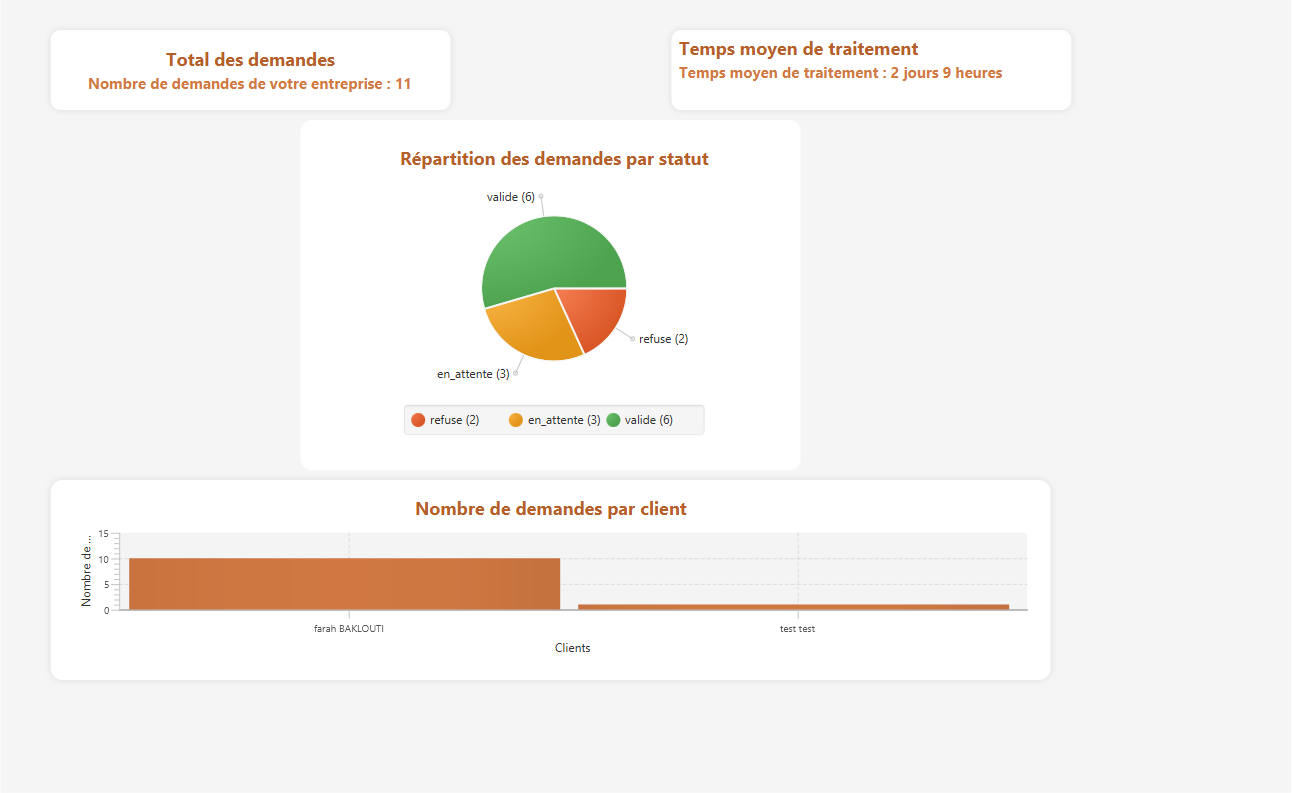 Total des demandes
Nombre de demandes de votre entreprise : 11
Temps moyen de traitement
Temps moyen de traitement : 2 jours 9 heures
Répartition des demandes par statut
valide (6)
refuse (2)
en_attente (3)
refuse (2) en_attente (3) valide (6)
Nombre de demandes par client
Nombre de ...
15
10
5
0
farah BAKLOUTI test test
Clients